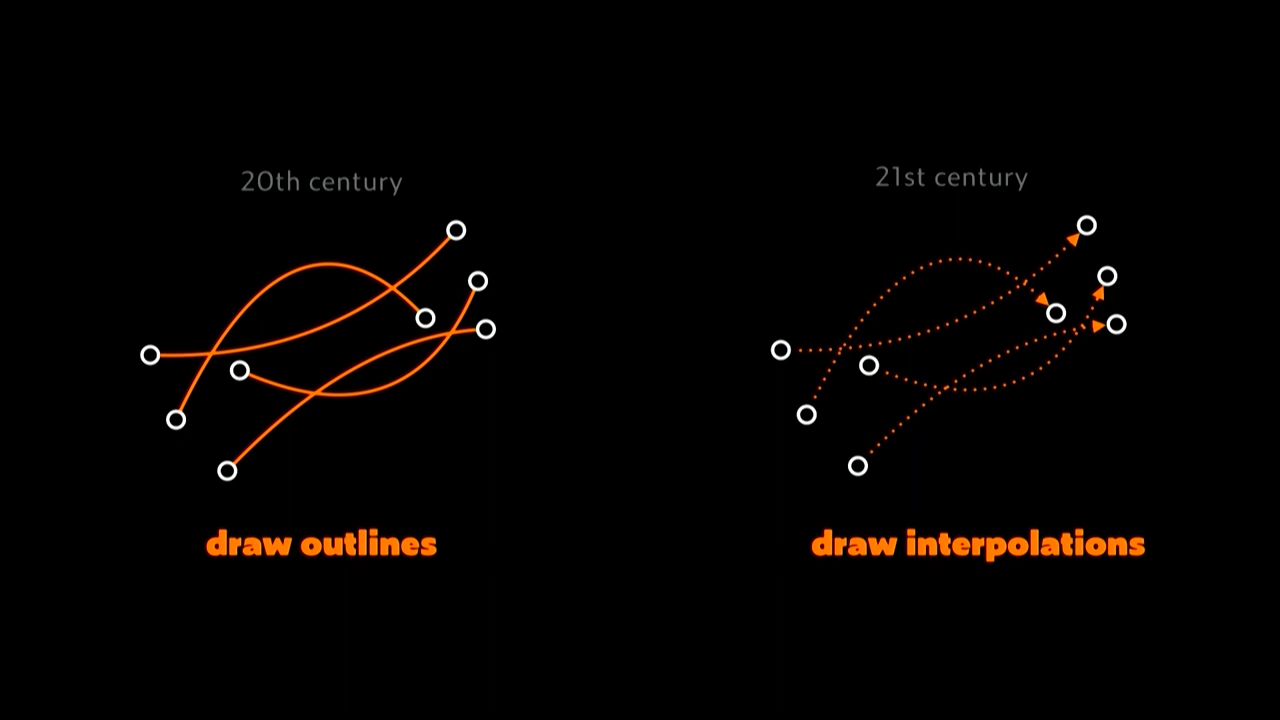 20th century
21st century
draw outlines
draw interpolations